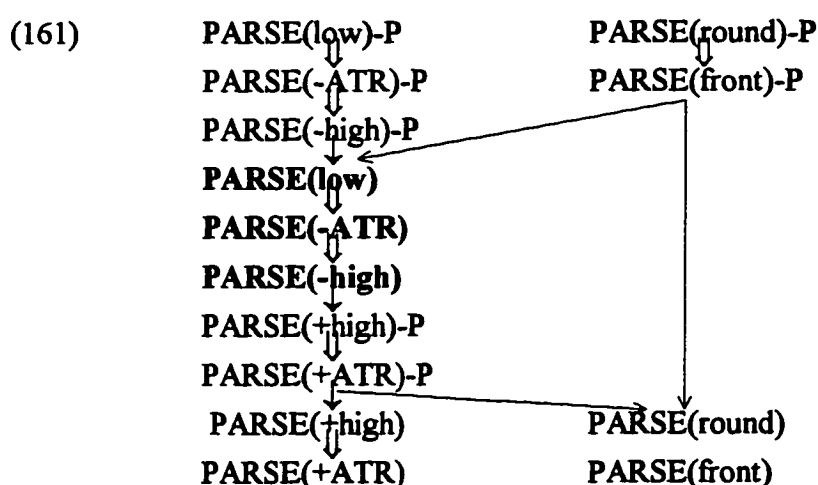 (161) PARSE(low)-P PARSE(round)-P
PARSE(-ATR)-P PARSE(front)-P
PARSE(-high)-P
PARSE(low)
PARSE(-ATR)
PARSE(-high)
PARSE(+high)-P
PARSE(+ATR)-P
PARSE(+high) PARSE(round)
PARSE(+ATR) PARSE(front)